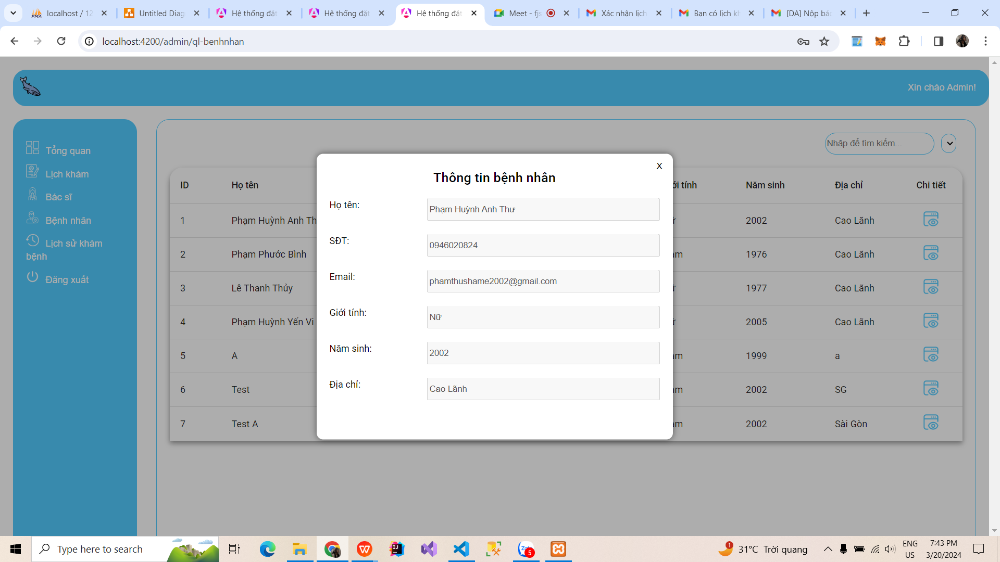 localhost / 12
Untitled Diag
Hệ thống đặt
Hệ thống đặt
Hệ thống đặt
Meet - fjs
Xác nhận lịch
Bạn có lịch kh
[DA] Nộp báo
localhost:4200/admin/ql-benhnhan
Xin chào Admin!
Tổng quan
Lịch khám
Bác sĩ
Bệnh nhân
Lịch sử khám
bệnh
Đăng xuất
Nhập để tìm kiếm...
ID Họ tên ới tính Năm sinh Địa chỉ Chi tiết
1 Phạm Huỳnh Anh Th ữ 2002 Cao Lãnh
2 Phạm Phước Bình am 1976 Cao Lãnh
3 Lê Thanh Thủy ữ 1977 Cao Lãnh
4 Phạm Huỳnh Yến Vi ữ 2005 Cao Lãnh
5 A am 1999 a
6 Test am 2002 SG
7 Test A am 2002 Sài Gòn
X
Thông tin bệnh nhân
Họ tên: Phạm Huỳnh Anh Thư
SĐT: 0946020824
Email: phamthushame2002@gmail.com
Giới tính: Nữ
Năm sinh: 2002
Địa chỉ: Cao Lãnh
Type here to search
31°C Trời quang
ENG
US
7:43 PM
3/20/2024